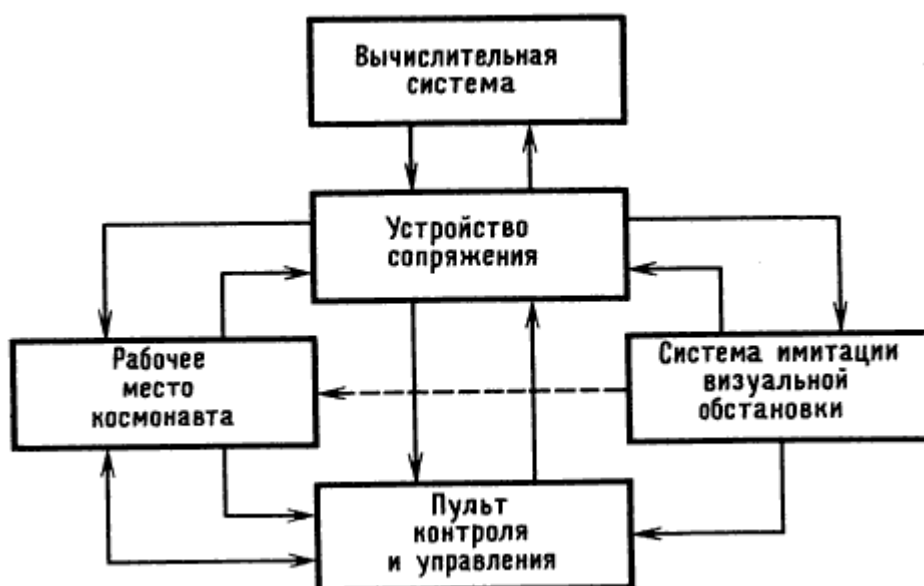 Вычислительная
система
Устройство
сопряжения
Рабочее
место
космонавта
Система имитации
визуальной
обстановки
Пульт
контроля
и управления